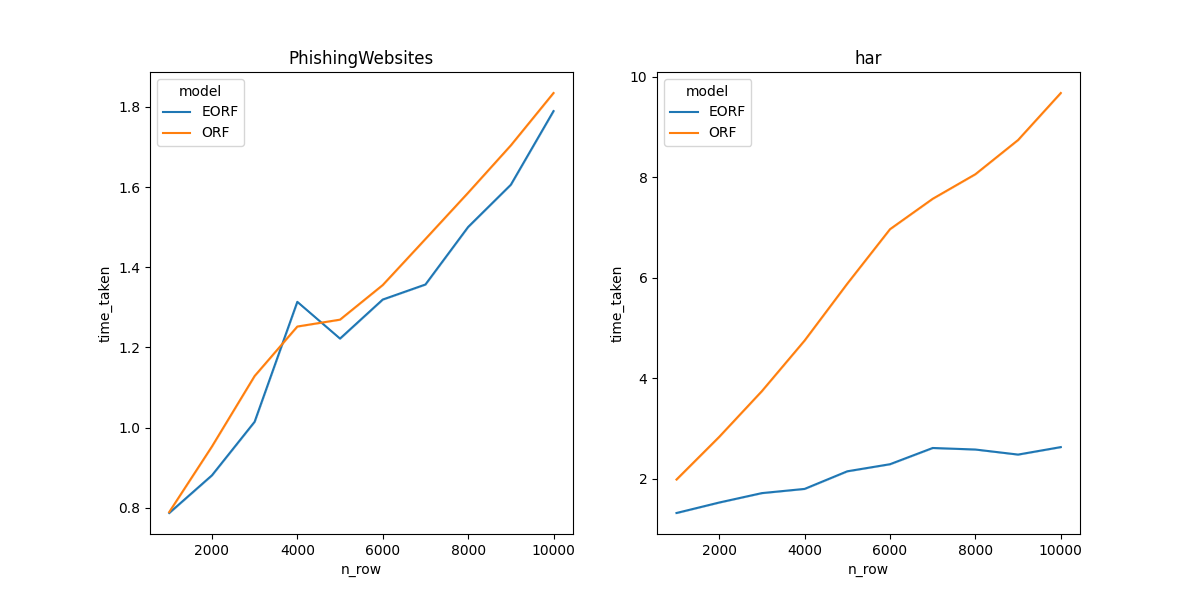 PhishingWebsites
model
EORF
ORF
1.8
1.6
1.4
1.2
1.0
0.8
time_taken
2000 4000 6000 8000 10000
n_row
har
model
EORF
ORF
10
8
6
4
2
time_taken
2000 4000 6000 8000 10000
n_row